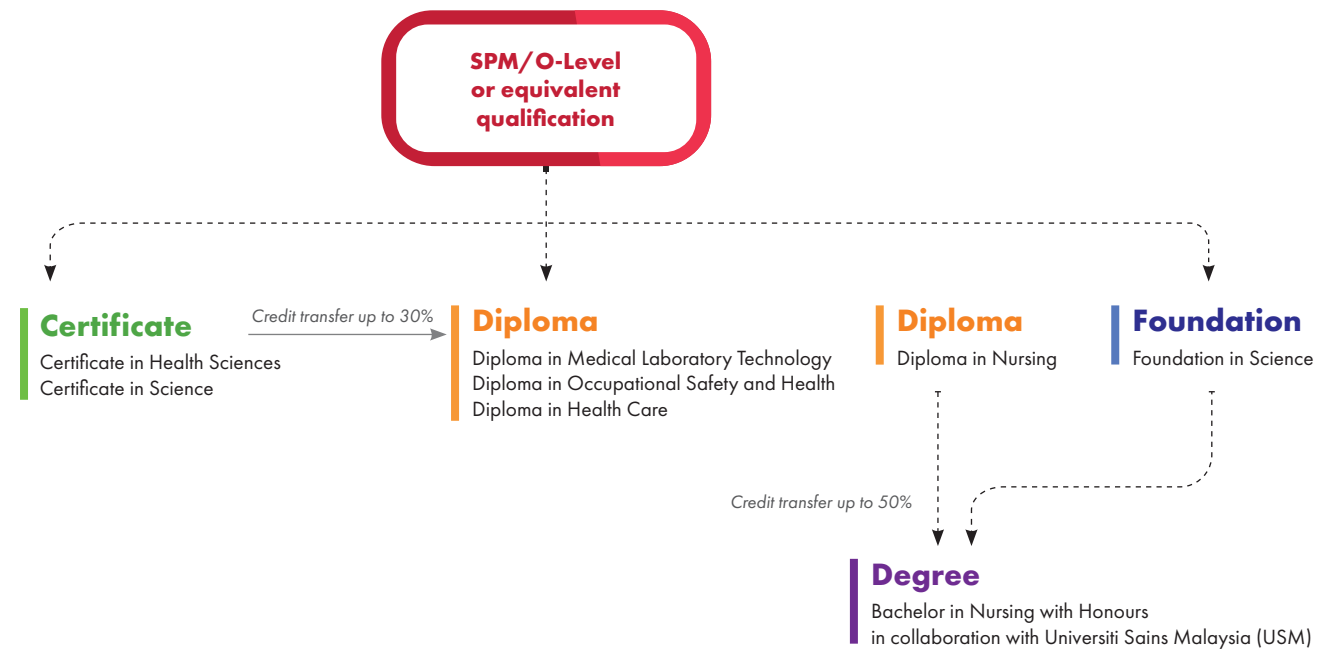 SPM/O-Level
or equivalent
qualification
Certificate
Certificate in Health Sciences
Certificate in Science
Credit transfer up to 30%
Diploma
Diploma in Medical Laboratory Technology
Diploma in Occupational Safety and Health
Diploma in Health Care
Diploma
Diploma in Nursing
Foundation
Foundation in Science
Credit transfer up to 50%
Degree
Bachelor in Nursing with Honours
in collaboration with Universiti Sains Malaysia (USM)